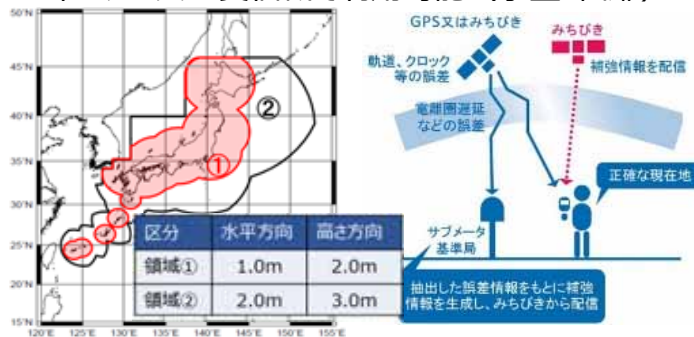 50°N
45°N
40°N
35°N
30°N
25°N
20°N
15°N
120°E
125°E
130°E
135°E
140°E
145°E
150°E
155°E
①
②
区分 水平方向 高さ方向
領域① 1.0m 2.0m
領域② 2.0m 3.0m
GPS又はみちびき
軌道、クロック
等の誤差
みちびき
補強情報を配信
電離圏遅延
などの誤差
正確な現在地
サブメータ
基準局
抽出した誤差情報をもとに補強
情報を生成し、みちびきから配信